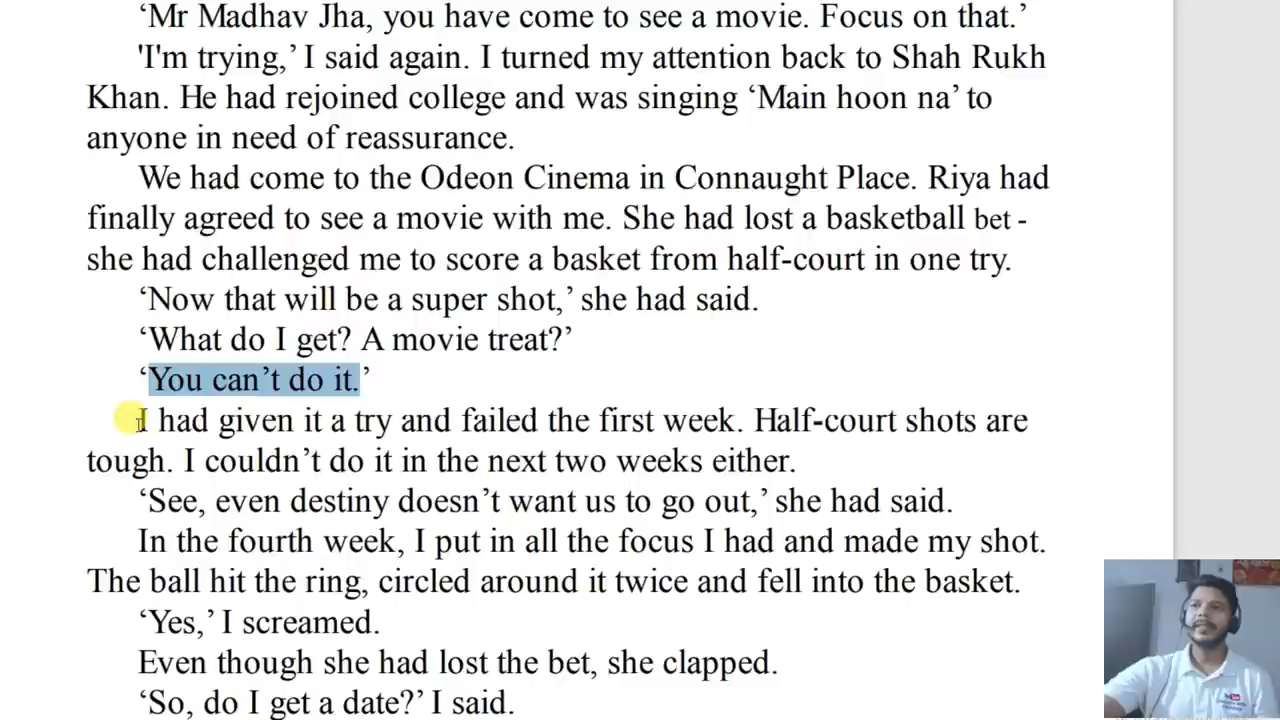 ‘Mr Madhav Jha, you have come to see a movie. Focus on that.’
'I'm trying,’ I said again. I turned my attention back to Shah Rukh
Khan. He had rejoined college and was singing ‘Main hoon na’ to
anyone in need of reassurance.
We had come to the Odeon Cinema in Connaught Place. Riya had
finally agreed to see a movie with me. She had lost a basketball bet -
she had challenged me to score a basket from half-court in one try.
‘Now that will be a super shot,’ she had said.
‘What do I get? A movie treat?’
‘You can’t do it.’
I had given it a try and failed the first week. Half-court shots are
tough. I couldn’t do it in the next two weeks either.
‘See, even destiny doesn’t want us to go out,’ she had said.
In the fourth week, I put in all the focus I had and made my shot.
The ball hit the ring, circled around it twice and fell into the basket.
‘Yes,’ I screamed.
Even though she had lost the bet, she clapped.
‘So, do I get a date?’ I said.